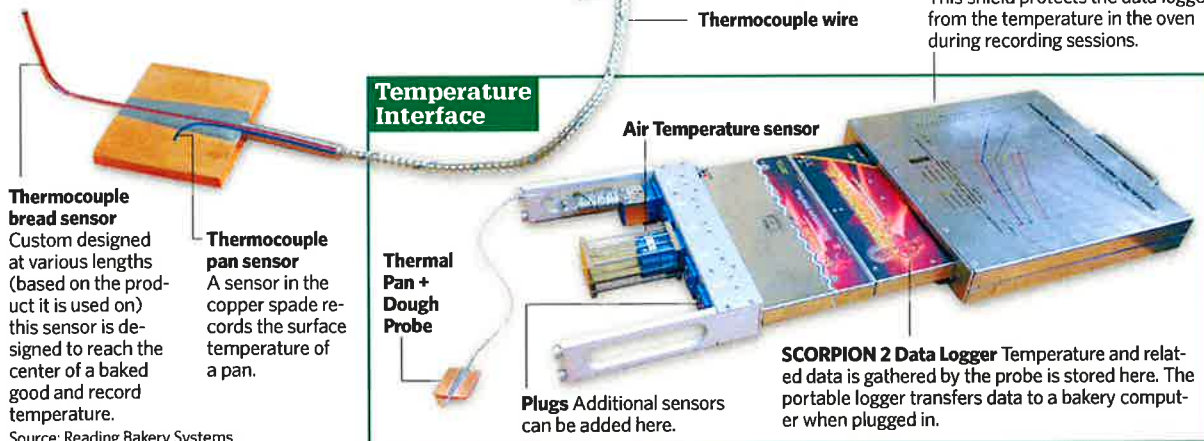 Thermocouple wire
This shield protects the data logger
from the temperature in the oven
during recording sessions.
Temperature
Interface
Air Temperature sensor
Thermocouple
bread sensor
Custom designed
at various lengths
(based on the prod-
uct it is used on)
this sensor is de-
signed to reach the
center of a baked
good and record
temperature.
Thermocouple
pan sensor
A sensor in the
copper spade re-
cords the surface
temperature of
a pan.
Thermal
Pan +
Dough
Probe
Plugs Additional sensors
can be added here.
SCORPION 2 Data Logger Temperature and relat-
ed data is gathered by the probe is stored here. The
portable logger transfers data to a bakery comput-
er when plugged in.
Source: Reading Bakery Systems